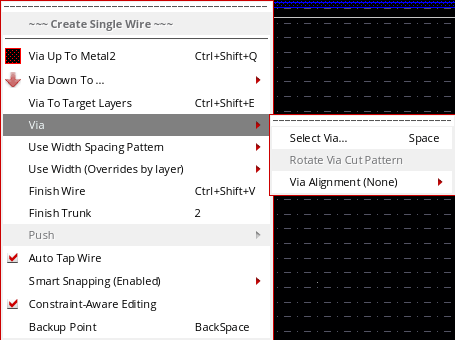 ~~~ Create Single Wire ~~~
Via Up To Metal2 Ctrl+Shift+Q
Via Down To ...
Via To Target Layers Ctrl+Shift+E
Via
Use Width Spacing Pattern
Use Width (Overrides by layer)
Finish Wire Ctrl+Shift+V
Finish Trunk 2
Push
Auto Tap Wire
Smart Snapping (Enabled)
Constraint-Aware Editing
Backup Point BackSpace
Select Via... Space
Rotate Via Cut Pattern
Via Alignment (None)